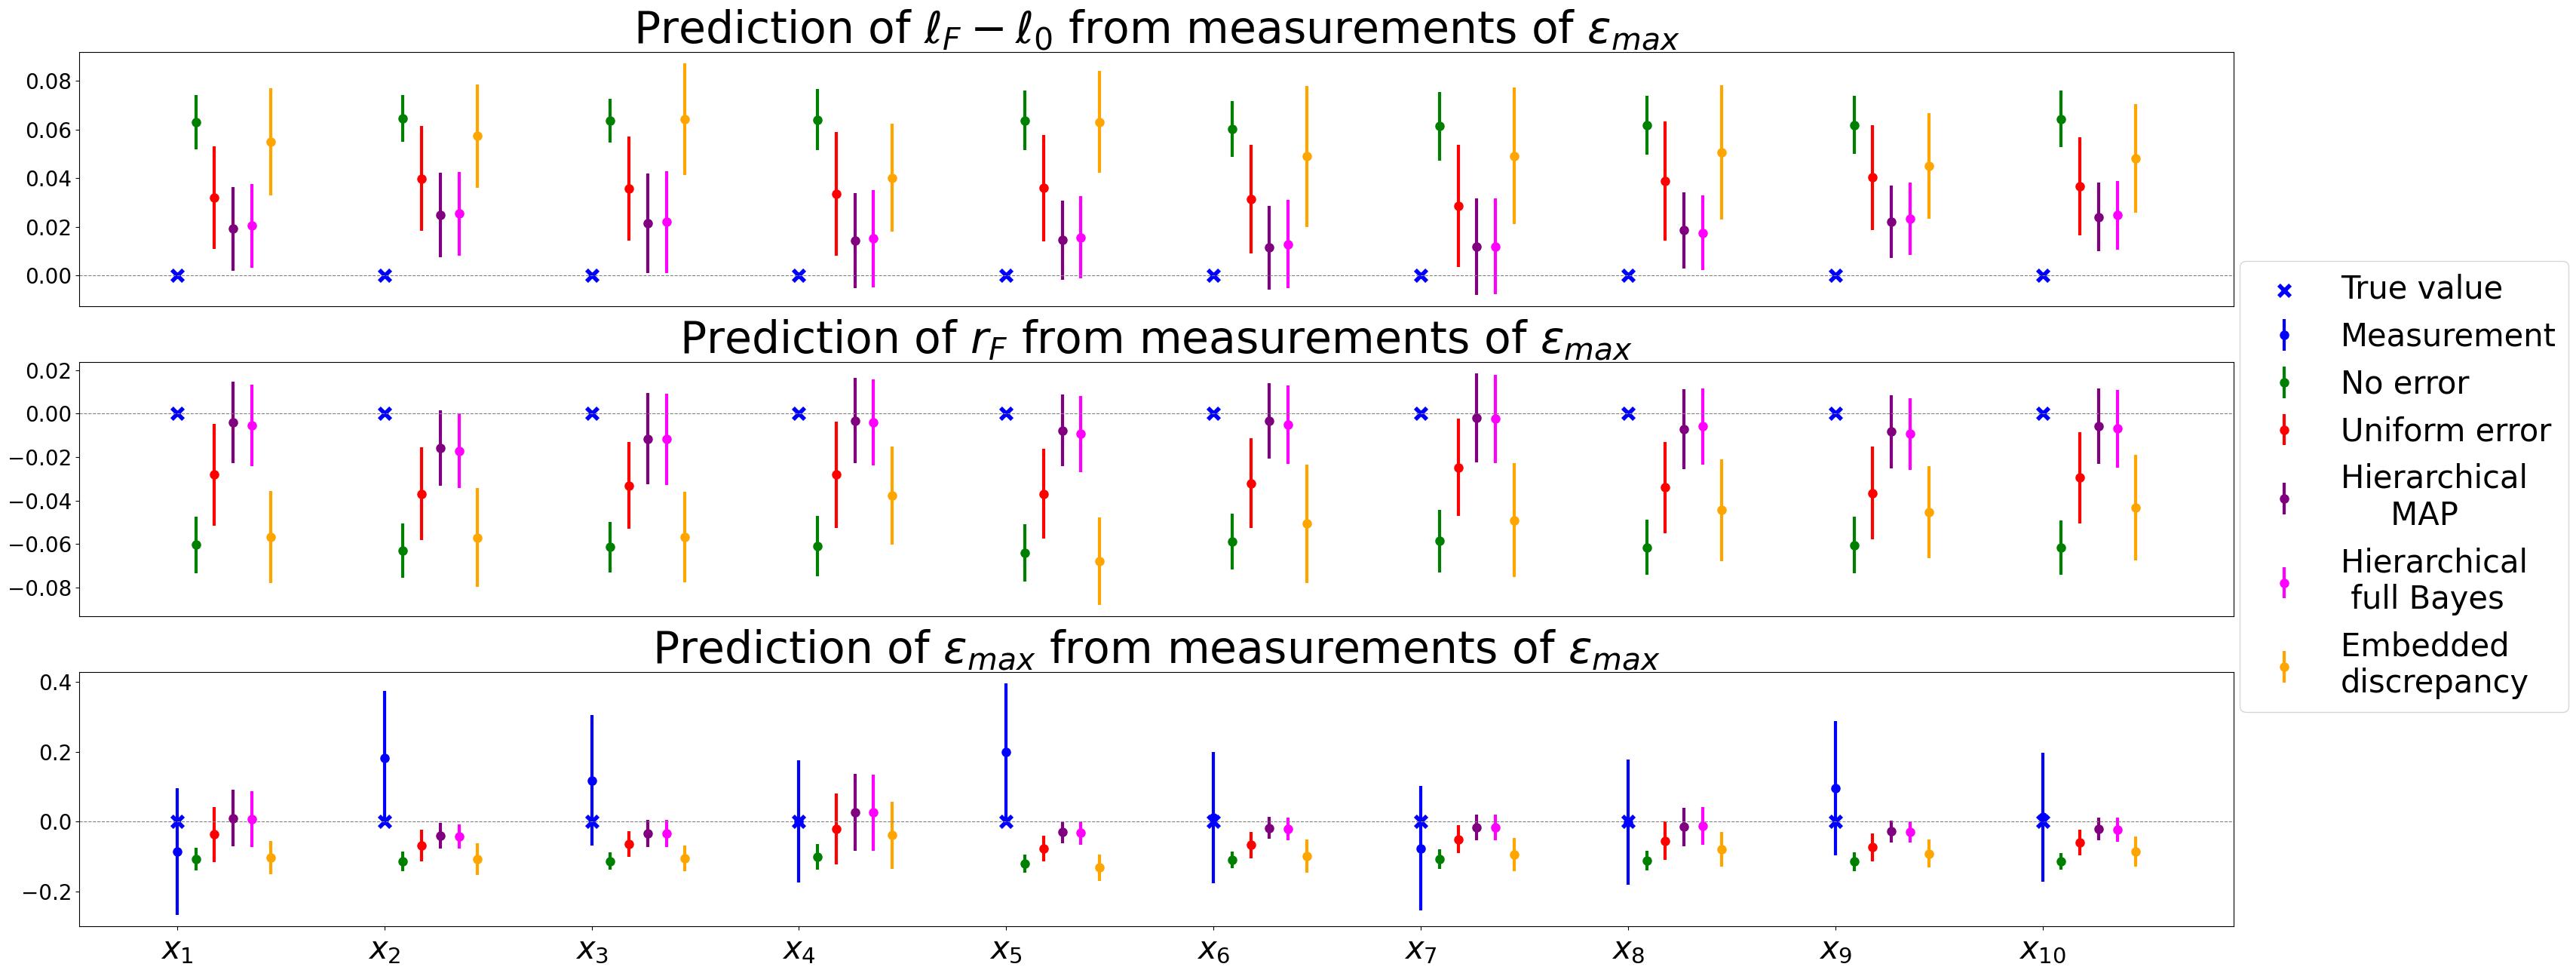 Prediction of ℓ_F − ℓ_0 from measurements of ε_max
0.08
0.06
0.04
0.02
0.00
Prediction of r_F from measurements of ε_max
0.02
0.00
−0.02
−0.04
−0.06
−0.08
Prediction of ε_max from measurements of ε_max
0.4
0.2
0.0
−0.2
x_1 x_2 x_3 x_4 x_5 x_6 x_7 x_8 x_9 x_10
True value
Measurement
No error
Uniform error
Hierarchical
MAP
Hierarchical
full Bayes
Embedded
discrepancy